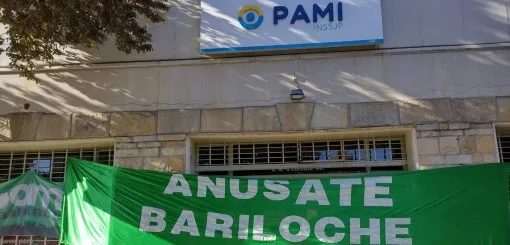 PAMI
INSSJP
ANUSATE
BARILOCHE